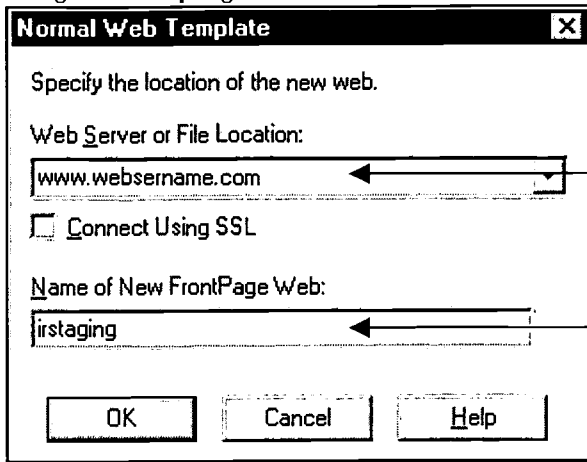 Normal Web Template
Specify the location of the new web.
Web Server or File Location:
www.websername.com
Connect Using SSL
Name of New FrontPage Web:
irstaging
OK
Cancel
Help